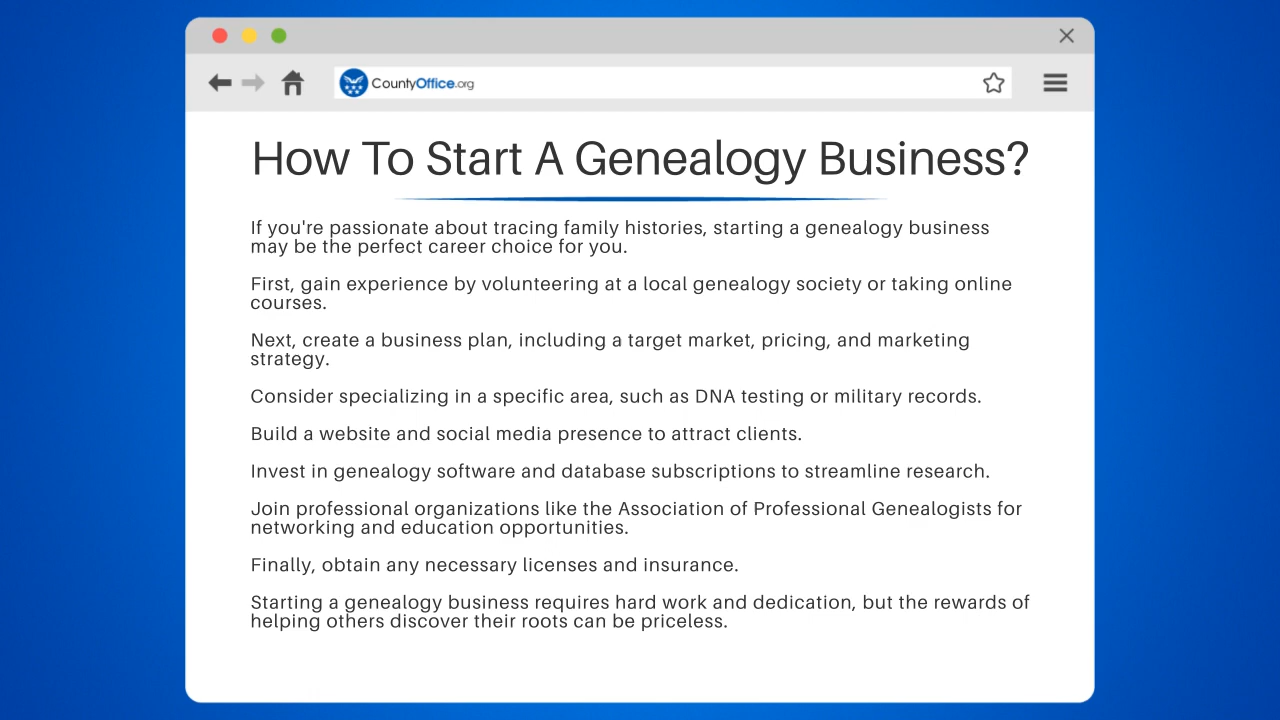 CountyOffice.org
How To Start A Genealogy Business?
If you're passionate about tracing family histories, starting a genealogy business
may be the perfect career choice for you.
First, gain experience by volunteering at a local genealogy society or taking online
courses.
Next, create a business plan, including a target market, pricing, and marketing
strategy.
Consider specializing in a specific area, such as DNA testing or military records.
Build a website and social media presence to attract clients.
Invest in genealogy software and database subscriptions to streamline research.
Join professional organizations like the Association of Professional Genealogists for
networking and education opportunities.
Finally, obtain any necessary licenses and insurance.
Starting a genealogy business requires hard work and dedication, but the rewards of
helping others discover their roots can be priceless.